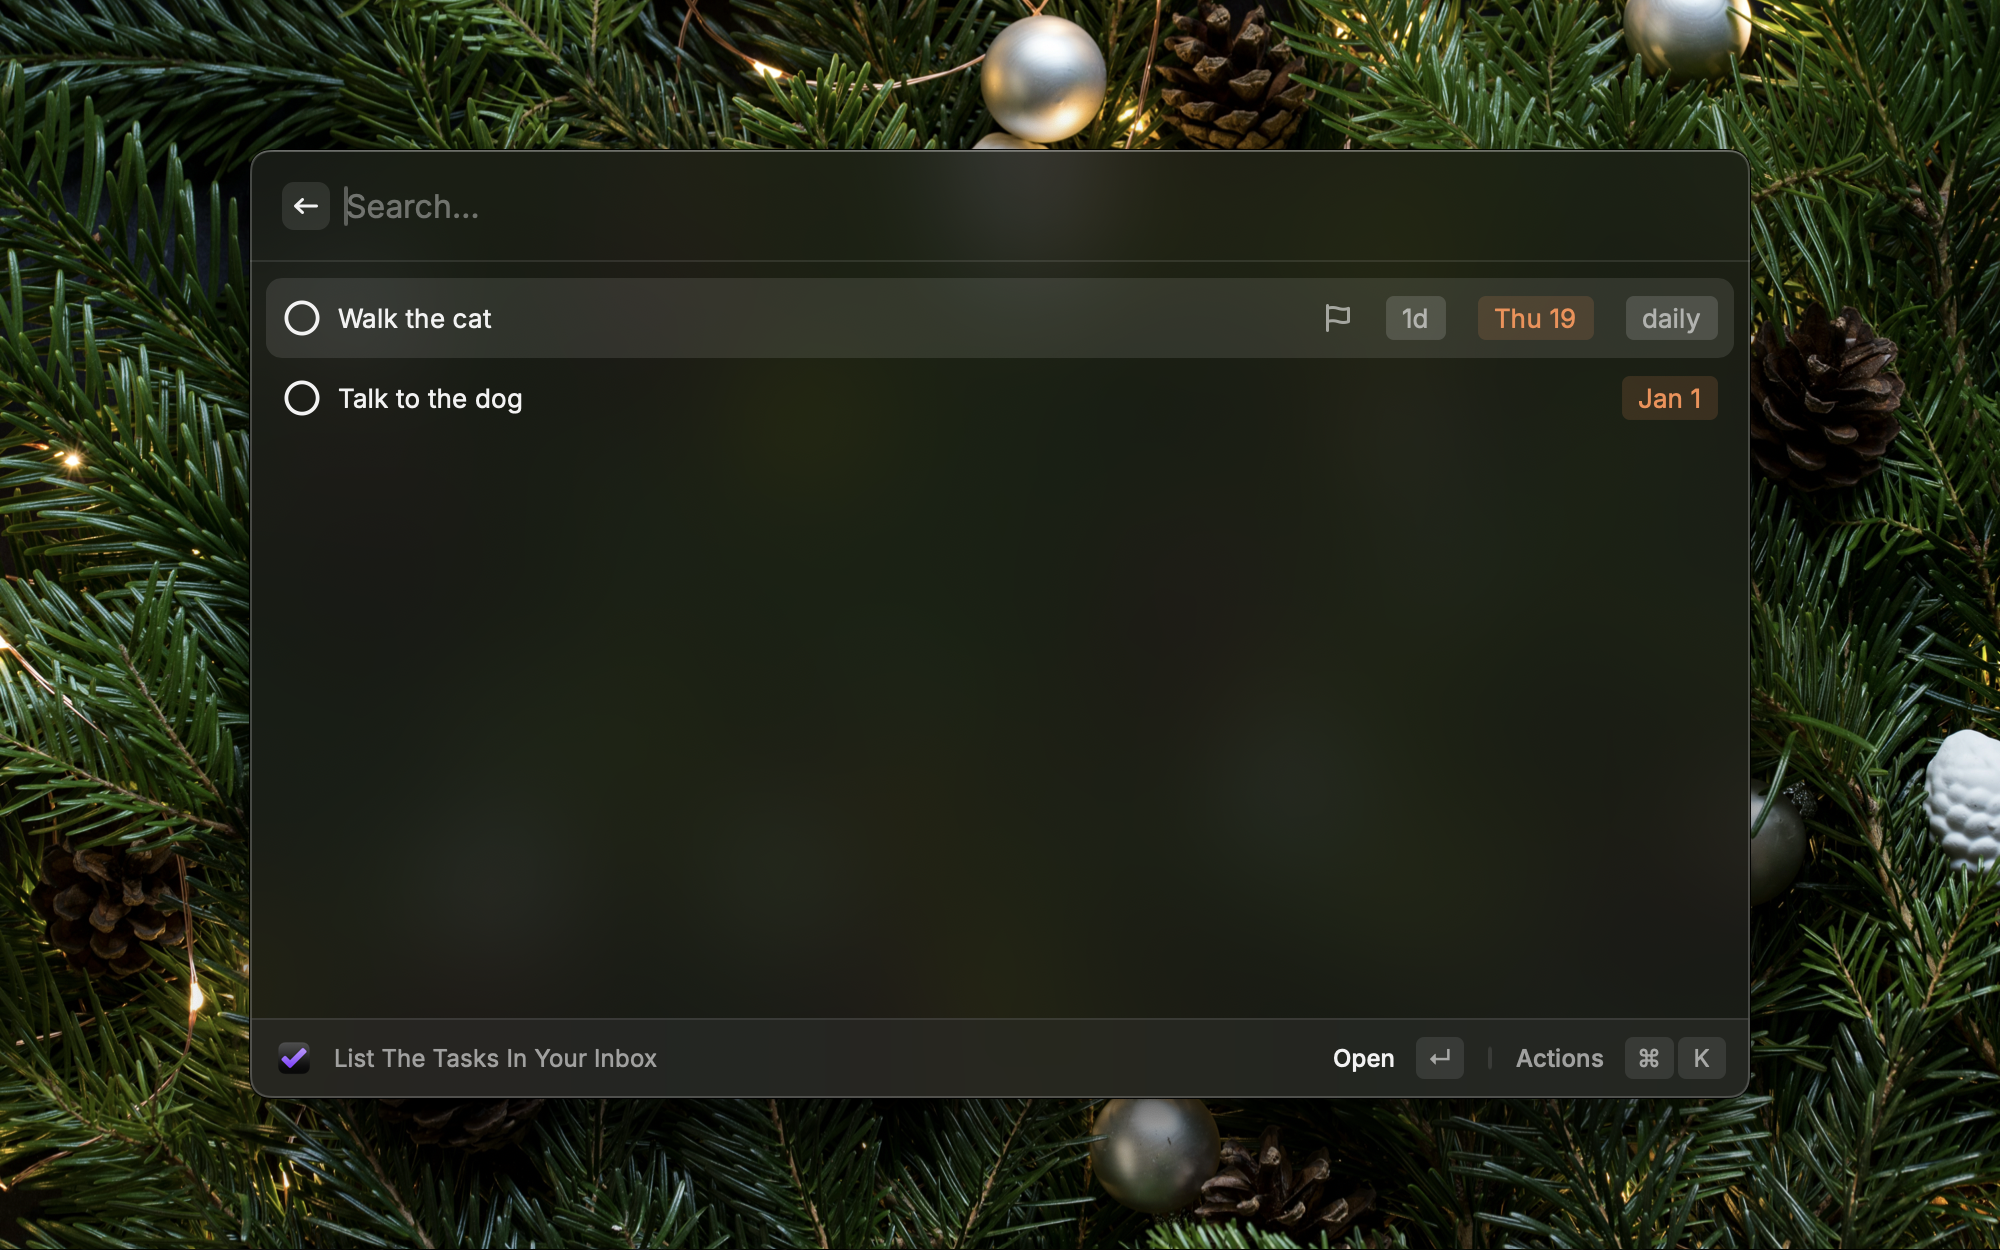 Search...
Walk the cat 1d Thu 19 daily
Talk to the dog Jan 1
List The Tasks In Your Inbox Open Actions ⌘ K